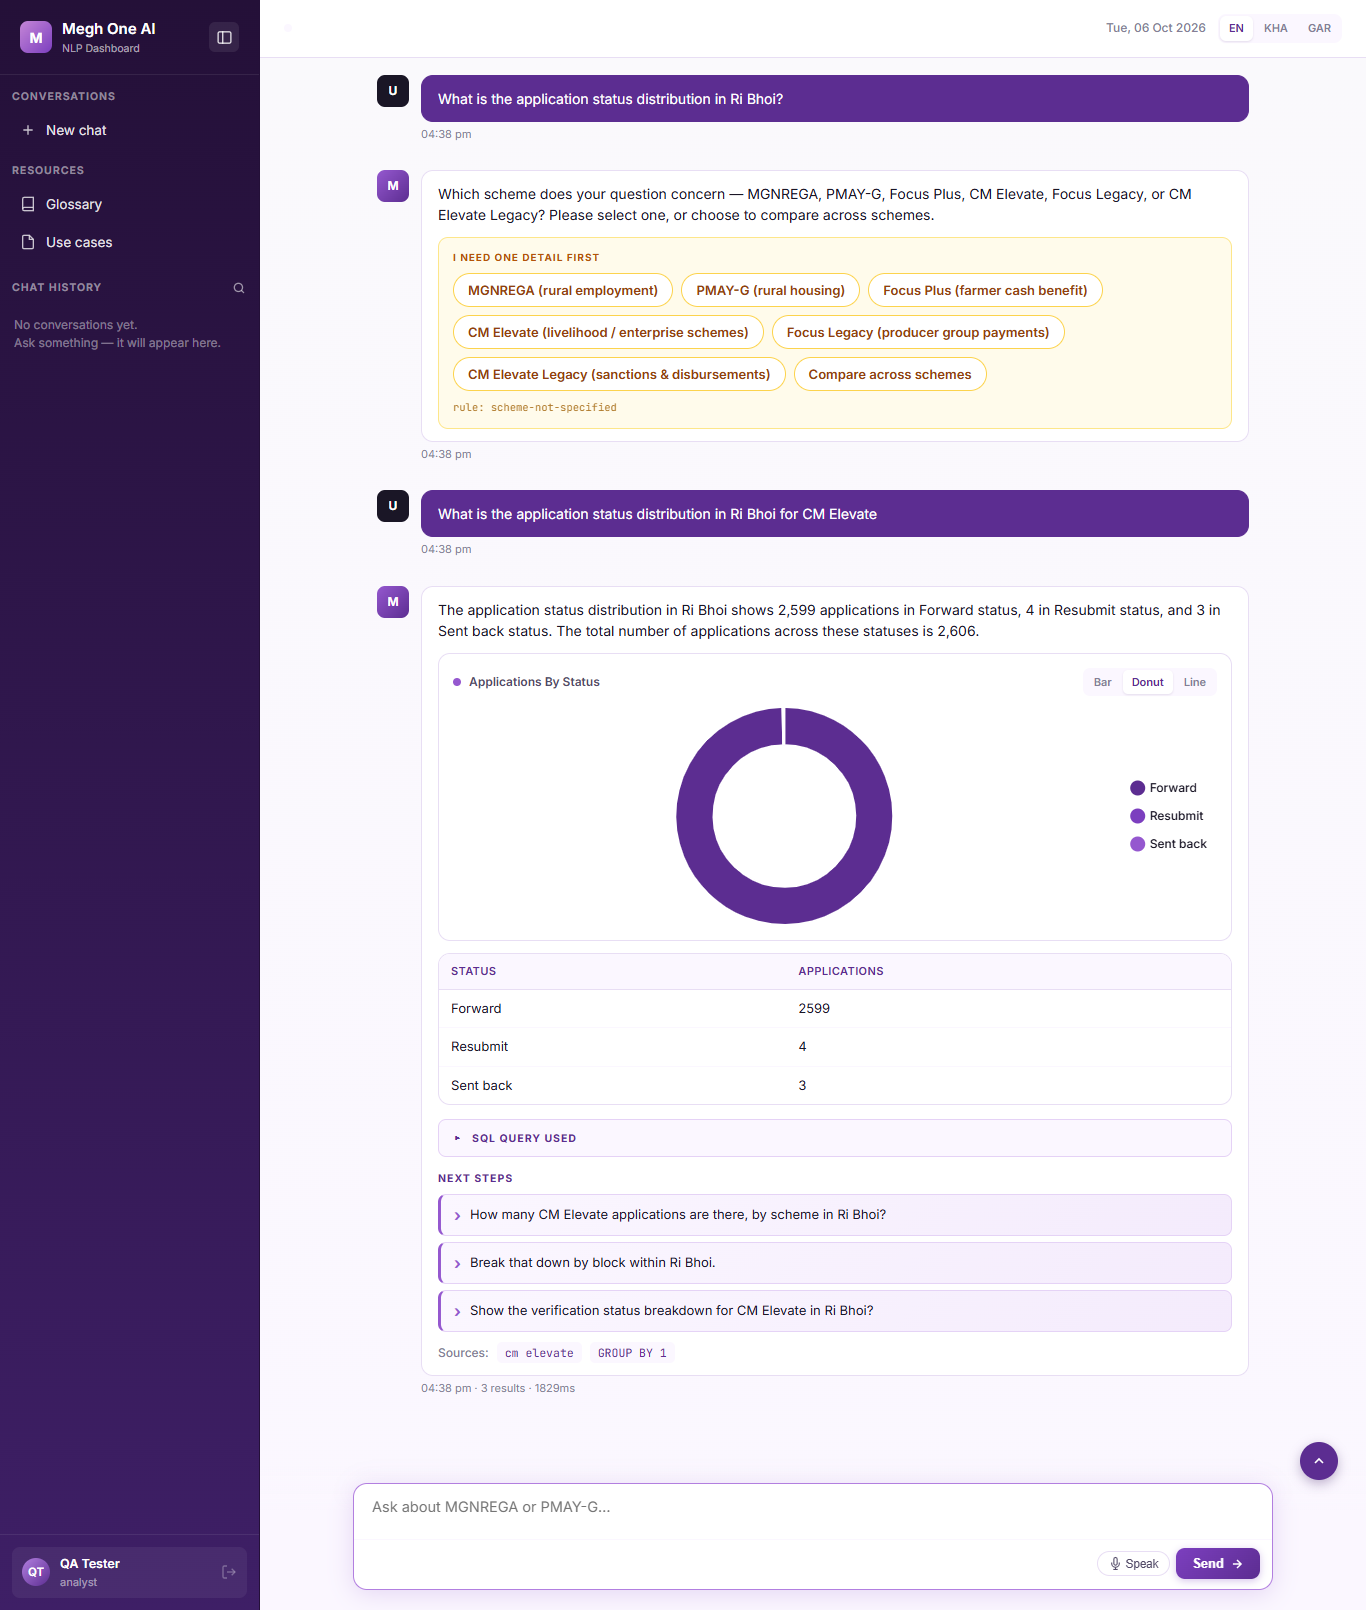 M
Megh One AI
NLP Dashboard
CONVERSATIONS
+ New chat
RESOURCES
Glossary
Use cases
CHAT HISTORY
No conversations yet.
Ask something — it will appear here.
QT
QA Tester
analyst
Tue, 06 Oct 2026
EN KHA GAR
U
What is the application status distribution in Ri Bhoi?
04:38 pm
M
Which scheme does your question concern — MGNREGA, PMAY-G, Focus Plus, CM Elevate, Focus Legacy, or CM
Elevate Legacy? Please select one, or choose to compare across schemes.
I NEED ONE DETAIL FIRST
MGNREGA (rural employment) PMAY-G (rural housing) Focus Plus (farmer cash benefit)
CM Elevate (livelihood / enterprise schemes) Focus Legacy (producer group payments)
CM Elevate Legacy (sanctions & disbursements) Compare across schemes
rule: scheme-not-specified
04:38 pm
U
What is the application status distribution in Ri Bhoi for CM Elevate
04:38 pm
M
The application status distribution in Ri Bhoi shows 2,599 applications in Forward status, 4 in Resubmit status, and 3 in
Sent back status. The total number of applications across these statuses is 2,606.
Applications By Status
Bar Donut Line
Forward
Resubmit
Sent back
STATUS APPLICATIONS
Forward 2599
Resubmit 4
Sent back 3
SQL QUERY USED
NEXT STEPS
How many CM Elevate applications are there, by scheme in Ri Bhoi?
Break that down by block within Ri Bhoi.
Show the verification status breakdown for CM Elevate in Ri Bhoi?
Sources: cm elevate GROUP BY 1
04:38 pm · 3 results · 1829ms
Ask about MGNREGA or PMAY-G...
Speak Send →